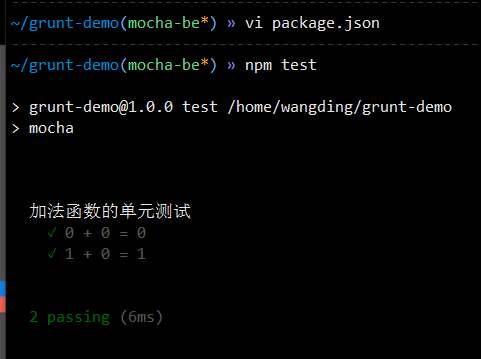 ~/grunt-demo(mocha-be*) » vi package.json
~/grunt-demo(mocha-be*) » npm test
> grunt-demo@1.0.0 test /home/wangding/grunt-demo
> mocha
加法函数的单元测试
✓ 0 + 0 = 0
✓ 1 + 0 = 1
2 passing (6ms)